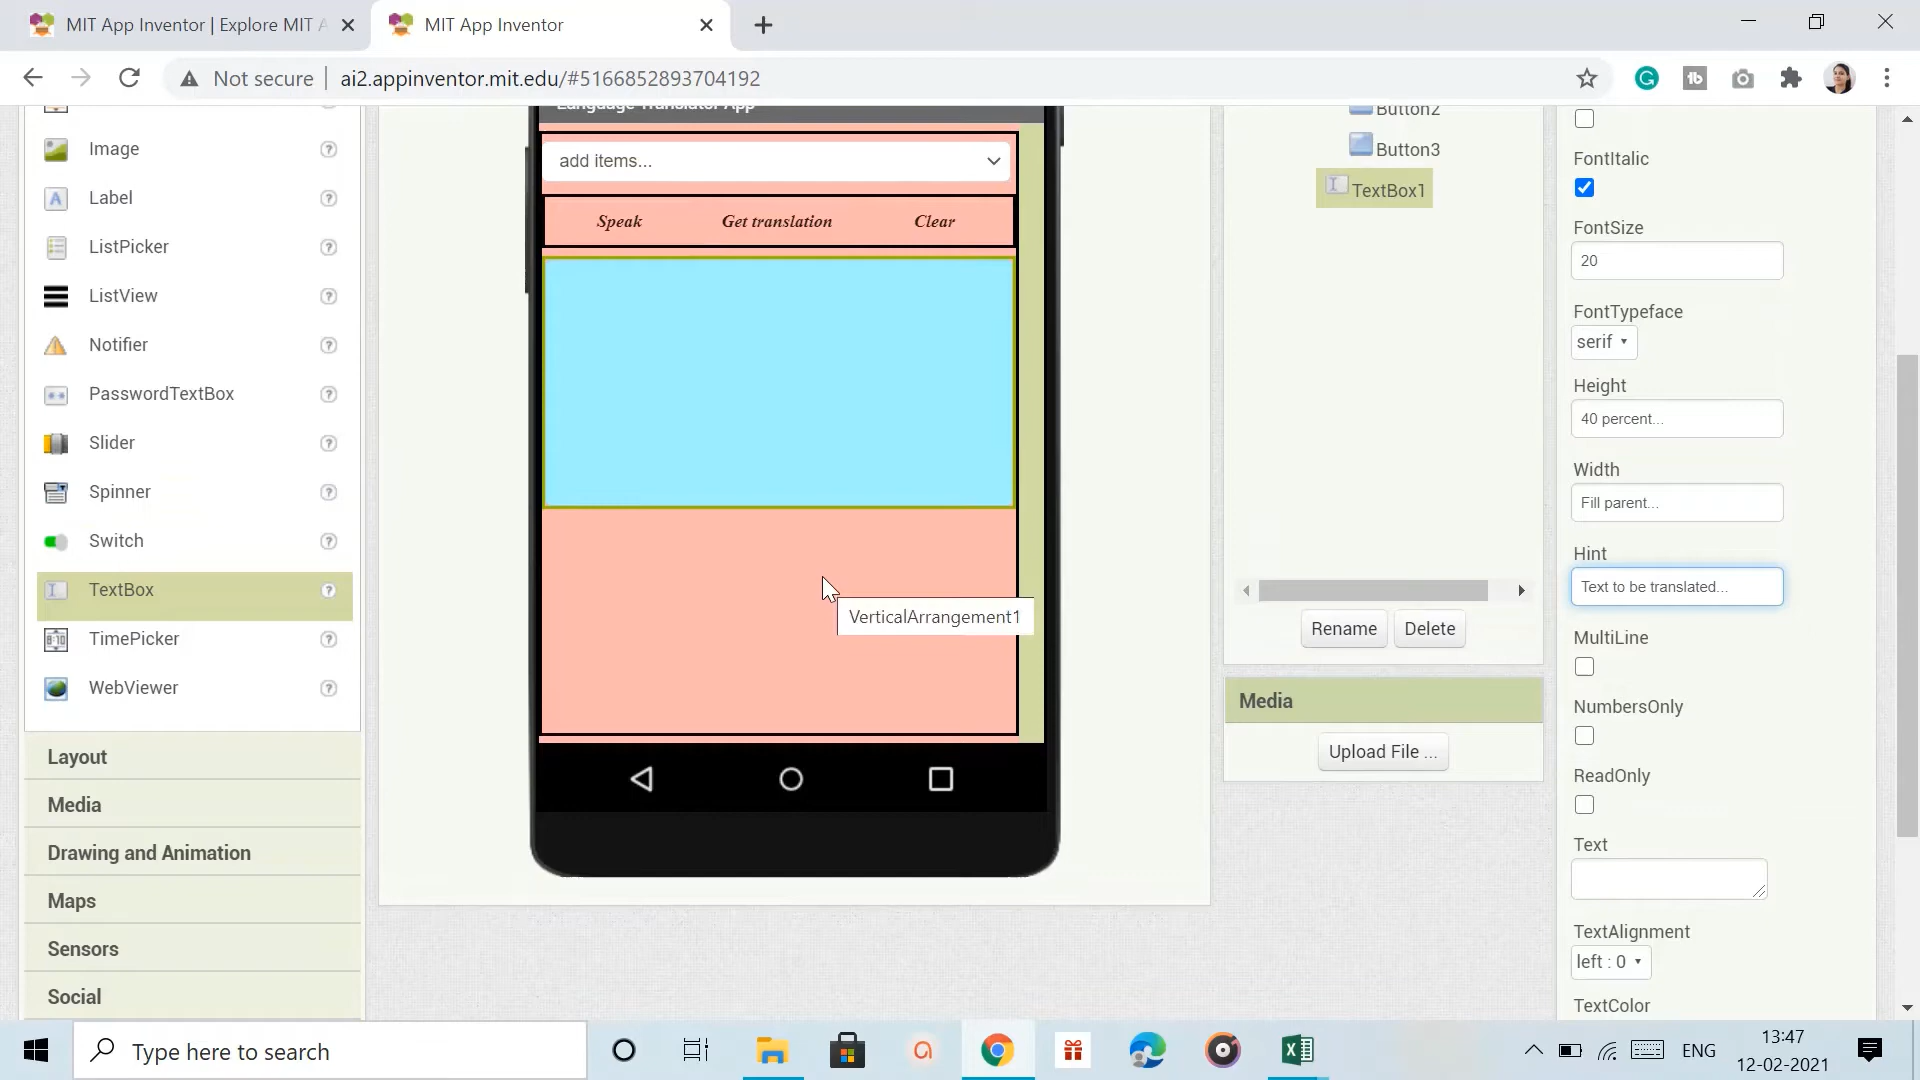 MIT App Inventor | Explore MIT A
MIT App Inventor
Not secure
ai2.appinventor.mit.edu/#5166852893704192
Image
Label
ListPicker
ListView
Notifier
PasswordTextBox
Slider
Spinner
Switch
TextBox
TimePicker
WebViewer
Layout
Media
Drawing and Animation
Maps
Sensors
Social
Language Translator App
add items...
Speak
Get translation
Clear
VerticalArrangement1
Button2
Button3
TextBox1
Rename
Delete
Media
Upload File ...
FontItalic
FontSize
20
FontTypeface
serif
Height
40 percent...
Width
Fill parent...
Hint
Text to be translated...
MultiLine
NumbersOnly
ReadOnly
Text
TextAlignment
left : 0
TextColor
Type here to search
ENG
13:47
12-02-2021